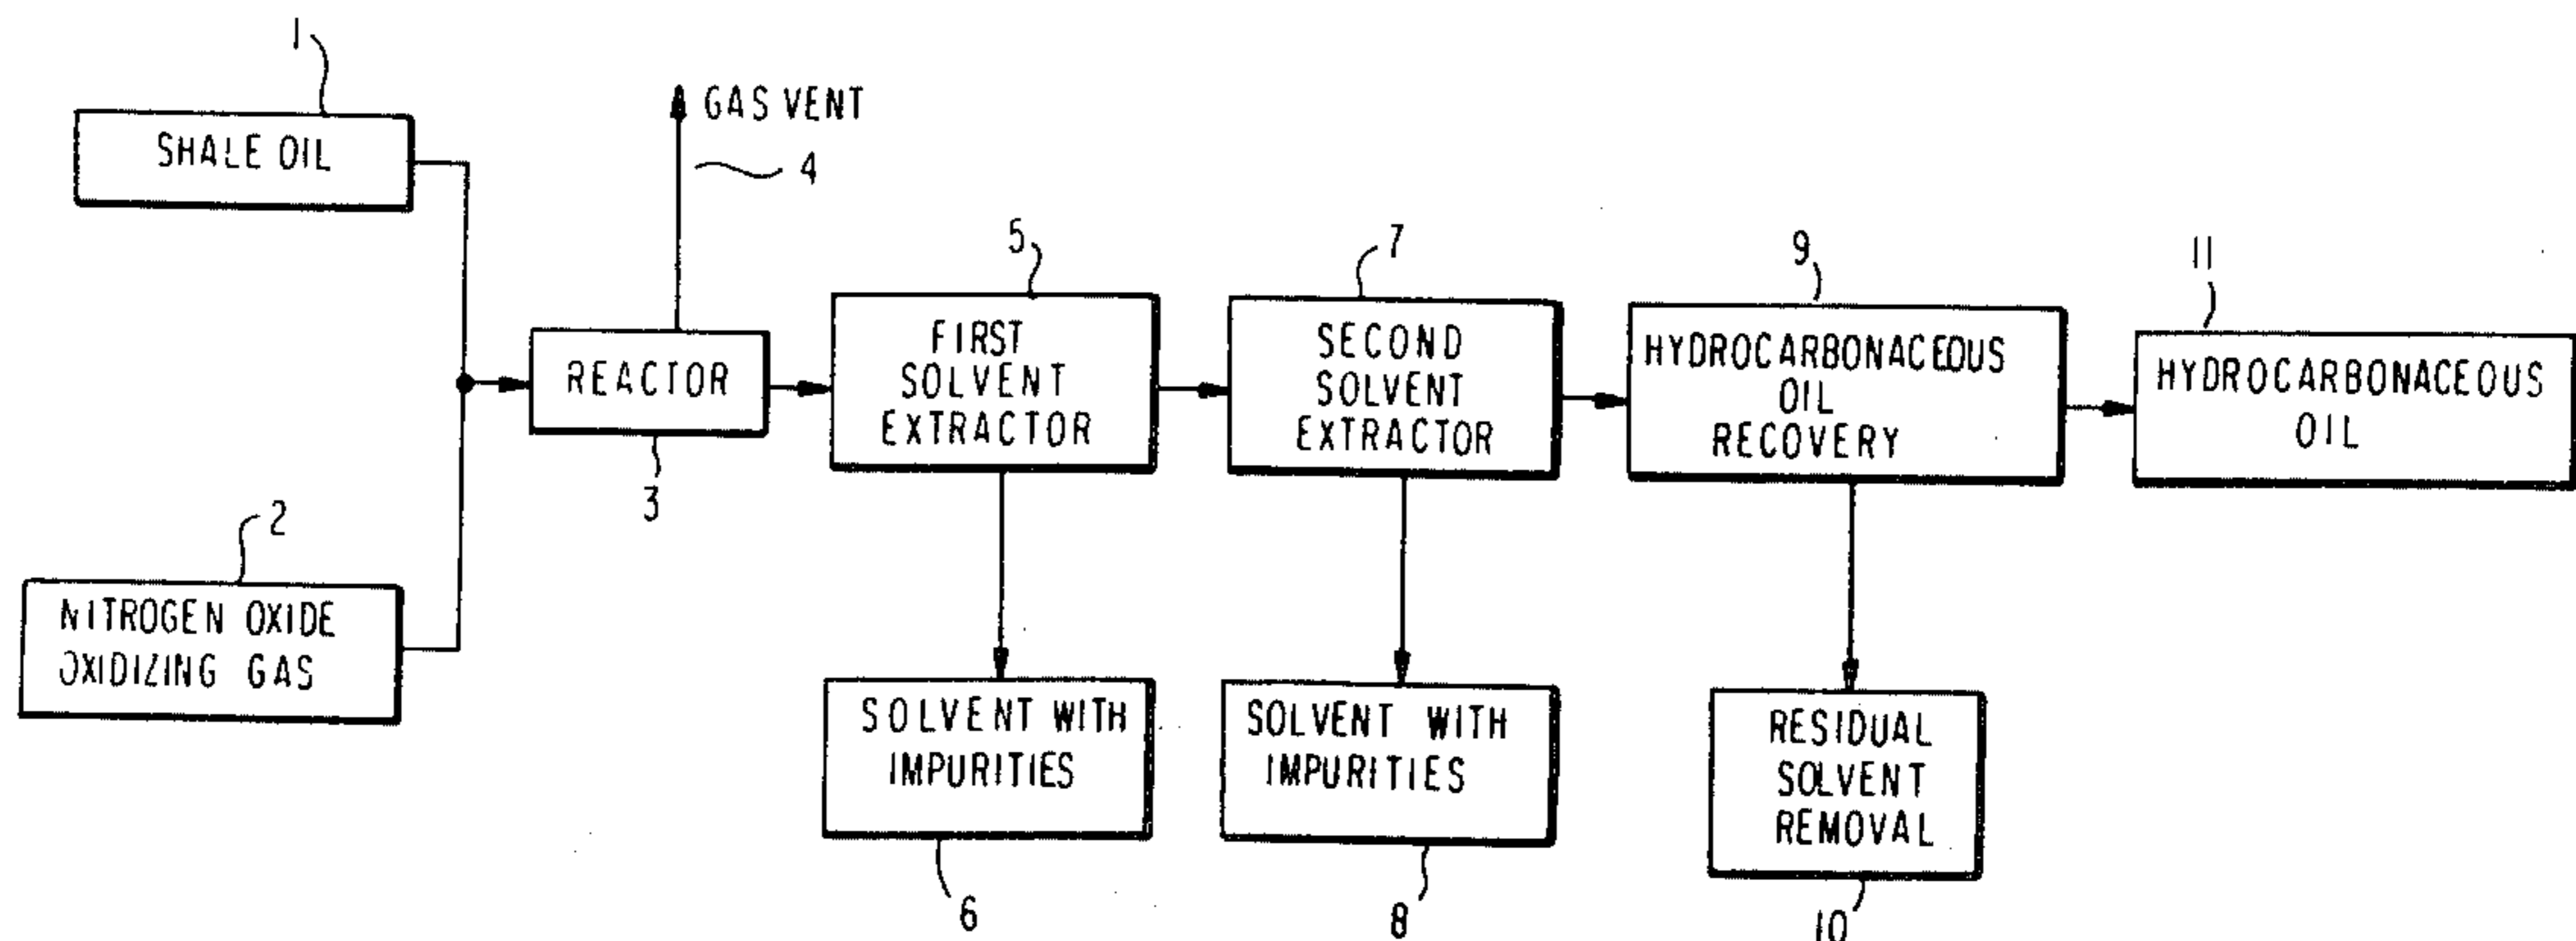 1
SHALE OIL
GAS VENT
4
2
NITROGEN OXIDE
OXIDIZING GAS
REACTOR
3
5
FIRST
SOLVENT
EXTRACTOR
7
SECOND
SOLVENT
EXTRACTOR
9
HYDROCARBONACEOUS
OIL
RECOVERY
11
HYDROCARBONACEOUS
OIL
SOLVENT WITH
IMPURITIES
6
SOLVENT WITH
IMPURITIES
8
RESIDUAL
SOLVENT
REMOVAL
10